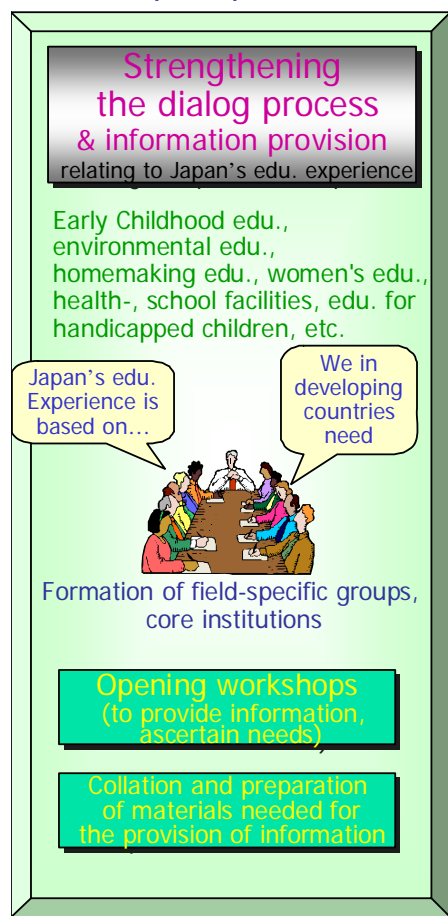 Strengthening
the dialog process
& information provision
relating to Japan's edu. experience
Early Childhood edu.,
environmental edu.,
homemaking edu., women's edu.,
health-, school facilities, edu. for
handicapped children, etc.
Japan's edu.
Experience is
based on…
We in
developing
countries
need
Formation of field-specific groups,
core institutions
Opening workshops
(to provide information,
ascertain needs)
Collation and preparation
of materials needed for
the provision of information